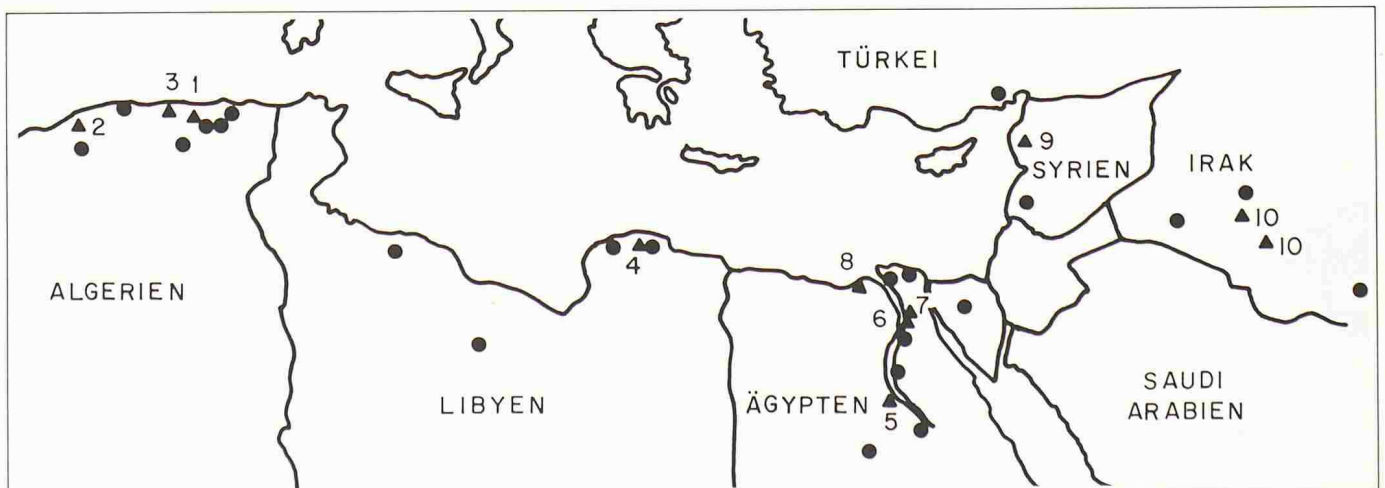 TÜRKEI
3 1
2
9
SYRIEN
IRAK
10
10
4
8
7
6
ALGERIEN
LIBYEN
ÄGYPTEN
5
SAUDI
ARABIEN